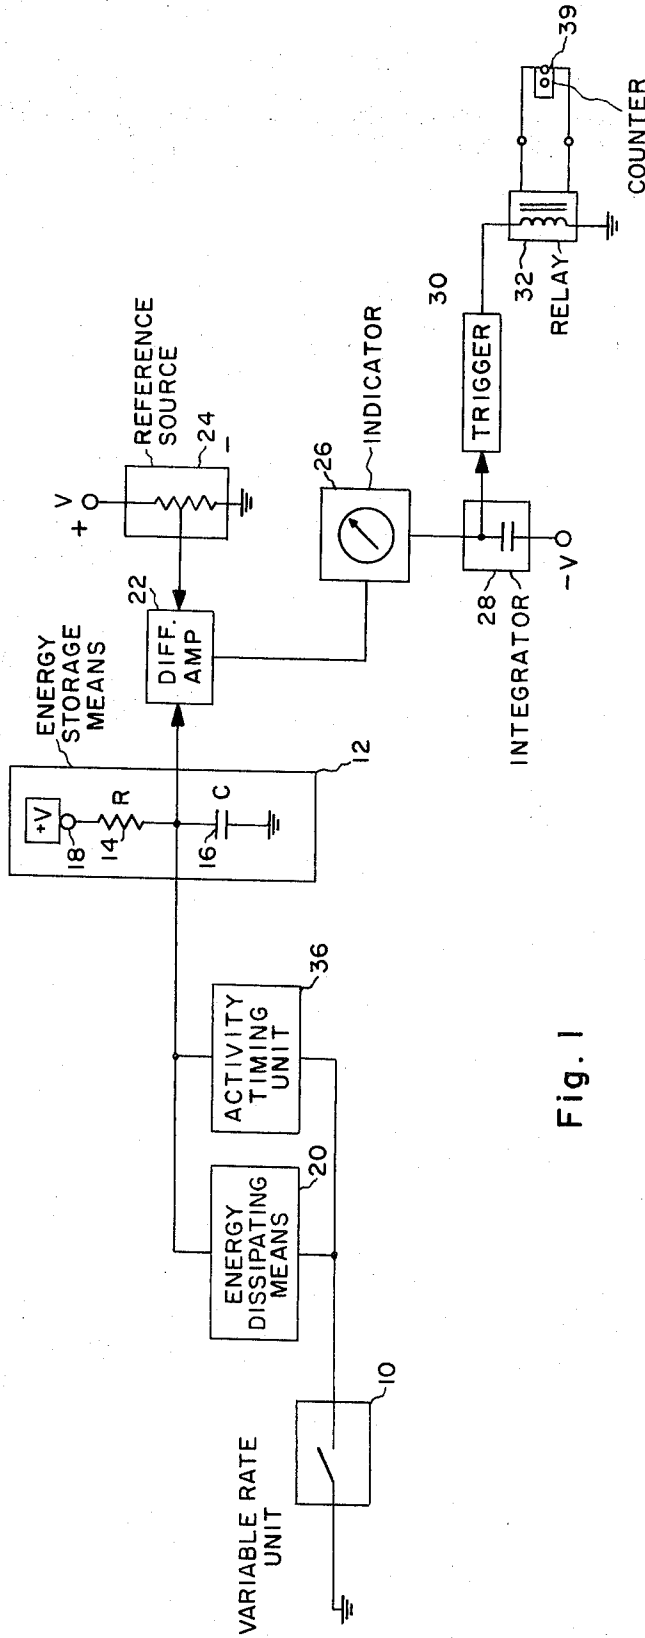 VARIABLE RATE
UNIT
10
ENERGY
DISSIPATING
MEANS
20
ACTIVITY
TIMING
UNIT
36
ENERGY
STORAGE
MEANS
+V
18
R
14
C
16
12
DIFF.
AMP
22
REFERENCE
SOURCE
24
+ V
-
INDICATOR
26
INTEGRATOR
28
-V
TRIGGER
30
32
RELAY
COUNTER
39
Fig. 1